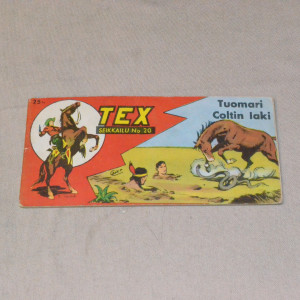 TEX
SEIKKAILU No. 20
Tuomari
Coltin laki